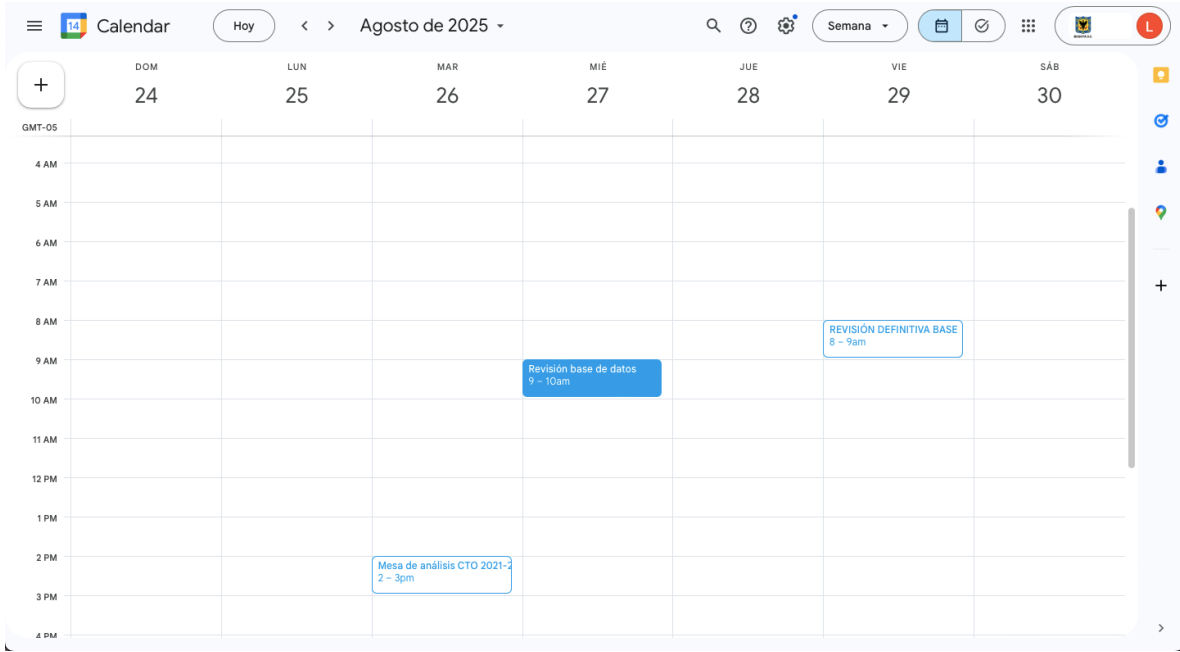 14
Calendar
Hoy
Agosto de 2025
Semana
L
DOM
LUN
MAR
MIÉ
JUE
VIE
SÁB
24
25
26
27
28
29
30
GMT-05
4 AM
5 AM
6 AM
7 AM
8 AM
REVISIÓN DEFINITIVA BASE
8 – 9am
9 AM
Revisión base de datos
9 – 10am
10 AM
11 AM
12 PM
1 PM
2 PM
Mesa de análisis CTO 2021-2
2 – 3pm
3 PM
4 PM